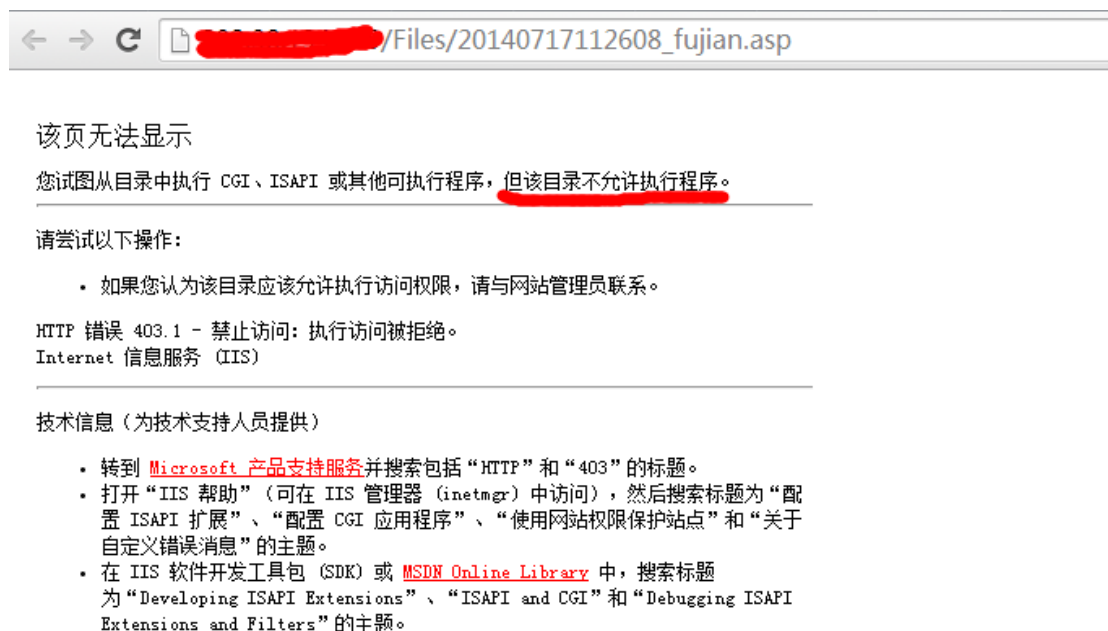 /Files/20140717112608_fujian.asp
该页无法显示
您试图从目录中执行 CGI、ISAPI 或其他可执行程序，但该目录不允许执行程序。
请尝试以下操作：
• 如果您认为该目录应该允许执行访问权限，请与网站管理员联系。
HTTP 错误 403.1 - 禁止访问：执行访问被拒绝。
Internet 信息服务 (IIS)
技术信息（为技术支持人员提供）
• 转到 Microsoft 产品支持服务并搜索包括“HTTP”和“403”的标题。
• 打开“IIS 帮助”（可在 IIS 管理器 (inetmgr) 中访问），然后搜索标题为“配
置 ISAPI 扩展”、“配置 CGI 应用程序”、“使用网站权限保护站点”和“关于
自定义错误消息”的主题。
• 在 IIS 软件开发工具包 (SDK) 或 MSDN Online Library 中，搜索标题
为“Developing ISAPI Extensions”、“ISAPI and CGI”和“Debugging ISAPI
Extensions and Filters”的主题。